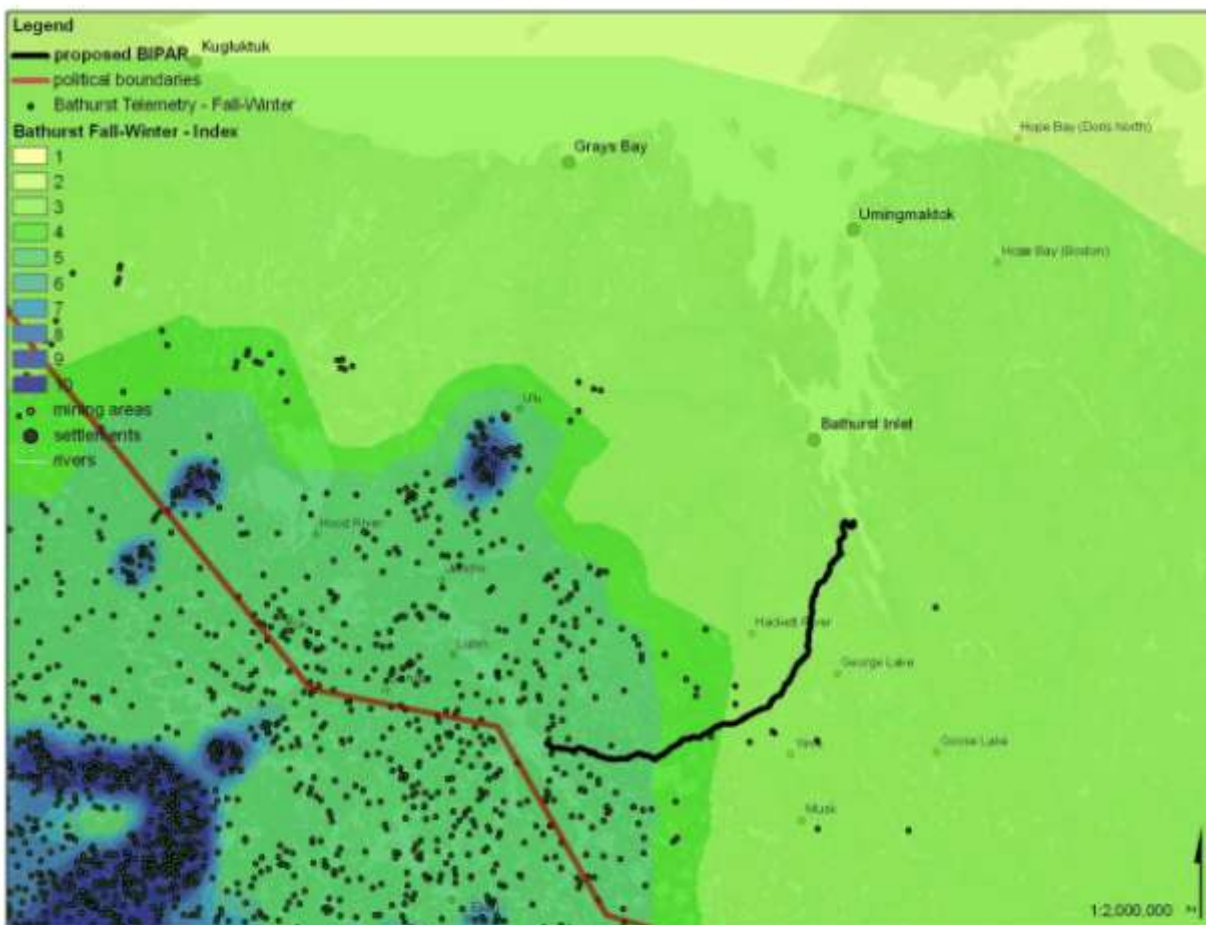 Legend
proposed BIPAR
political boundaries
Bathurst Telemetry - Fall-Winter
Bathurst Fall-Winter - Index
1
2
3
4
5
6
7
8
9
10
mining areas
settlements
rivers
Kugluktuk
Hope Bay (Doris North)
Grays Bay
Umingmaktok
Hope Bay (Boston)
Ulu
Bathurst Inlet
Hood River
Hackett River
Lupin
George Lake
Yava
Goose Lake
Musk
1:2,000,000